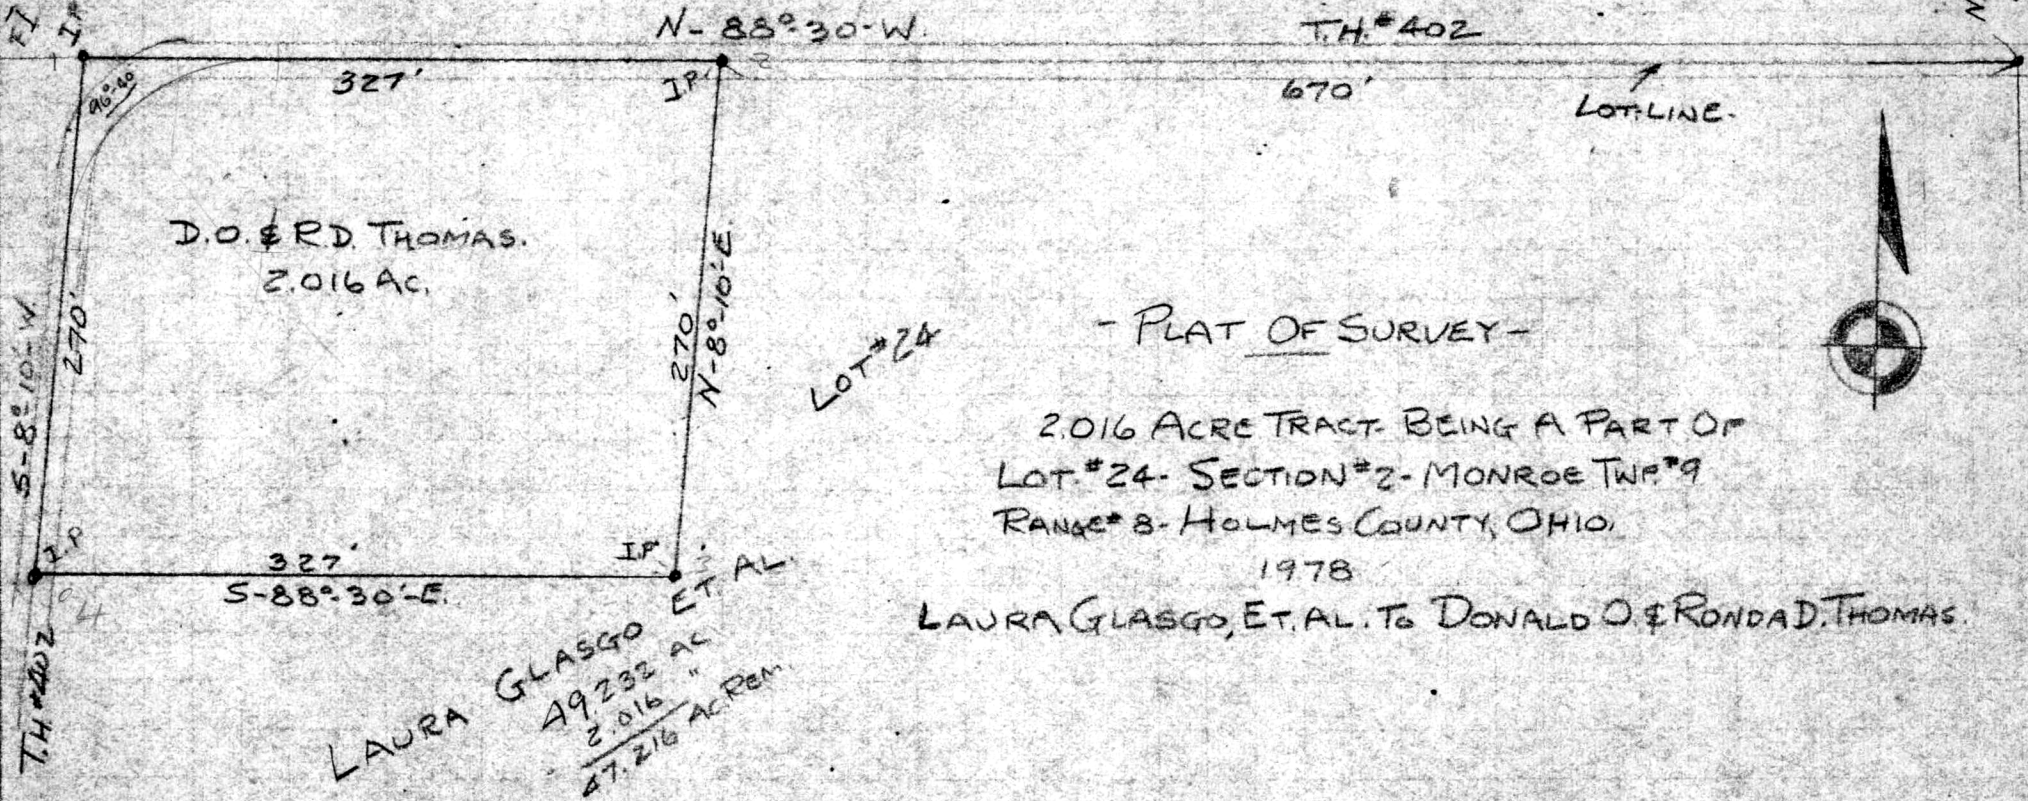 I.P.
N-88°-30-W.
T.H.#402
96°-40
327'
I.P.
2
670'
LOT-LINE-
D.O. & R.D. THOMAS.
2.016 AC.
S-8°-10'-W.
270'
270'
N-8°-10'-E.
LOT #24
- PLAT OF SURVEY -
2.016 ACRE TRACT- BEING A PART OF
LOT.#24- SECTION #2- MONROE TWP.#9
RANGE# 8- HOLMES COUNTY, OHIO.
1978
LAURA GLASGO, ET. AL. TO DONALD O. & RONDA D. THOMAS.
I.P
327'
I.P.
S-88°-30'-E.
4
T.H #402
LAURA GLASGO ET. AL.
49.232 AC.
2.016 "
47.216 AC REM.